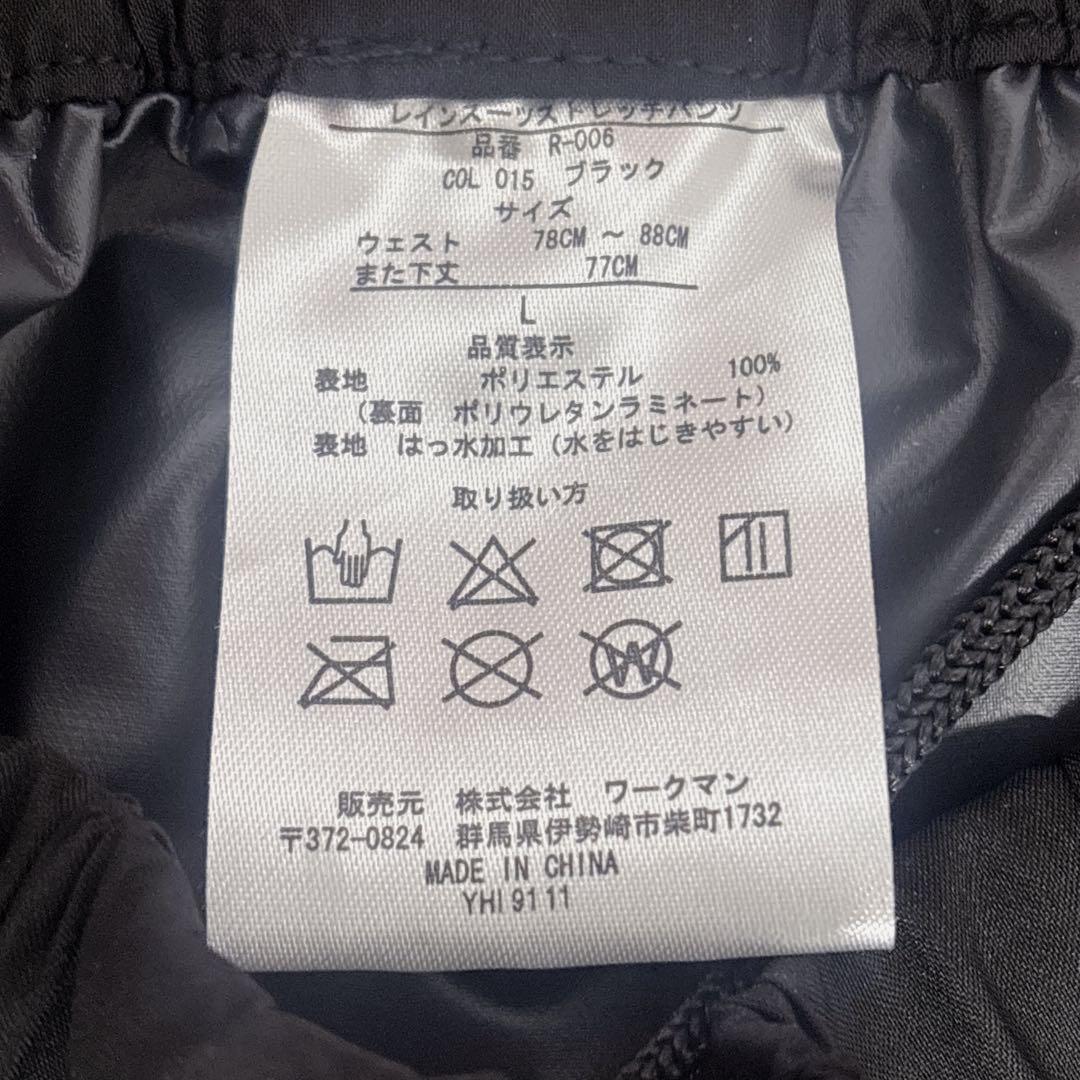 レインスーツストレッチパンツ
品番 R-006
COL 015 ブラック
サイズ
ウェスト 78CM ~ 88CM
また下丈 77CM
L
品質表示
表地 ポリエステル 100%
(裏面 ポリウレタンラミネート)
表地 はっ水加工 (水をはじきやすい)
取り扱い方
W
販売元 株式会社 ワークマン
〒372-0824 群馬県伊勢崎市柴町1732
MADE IN CHINA
YHI 91 11